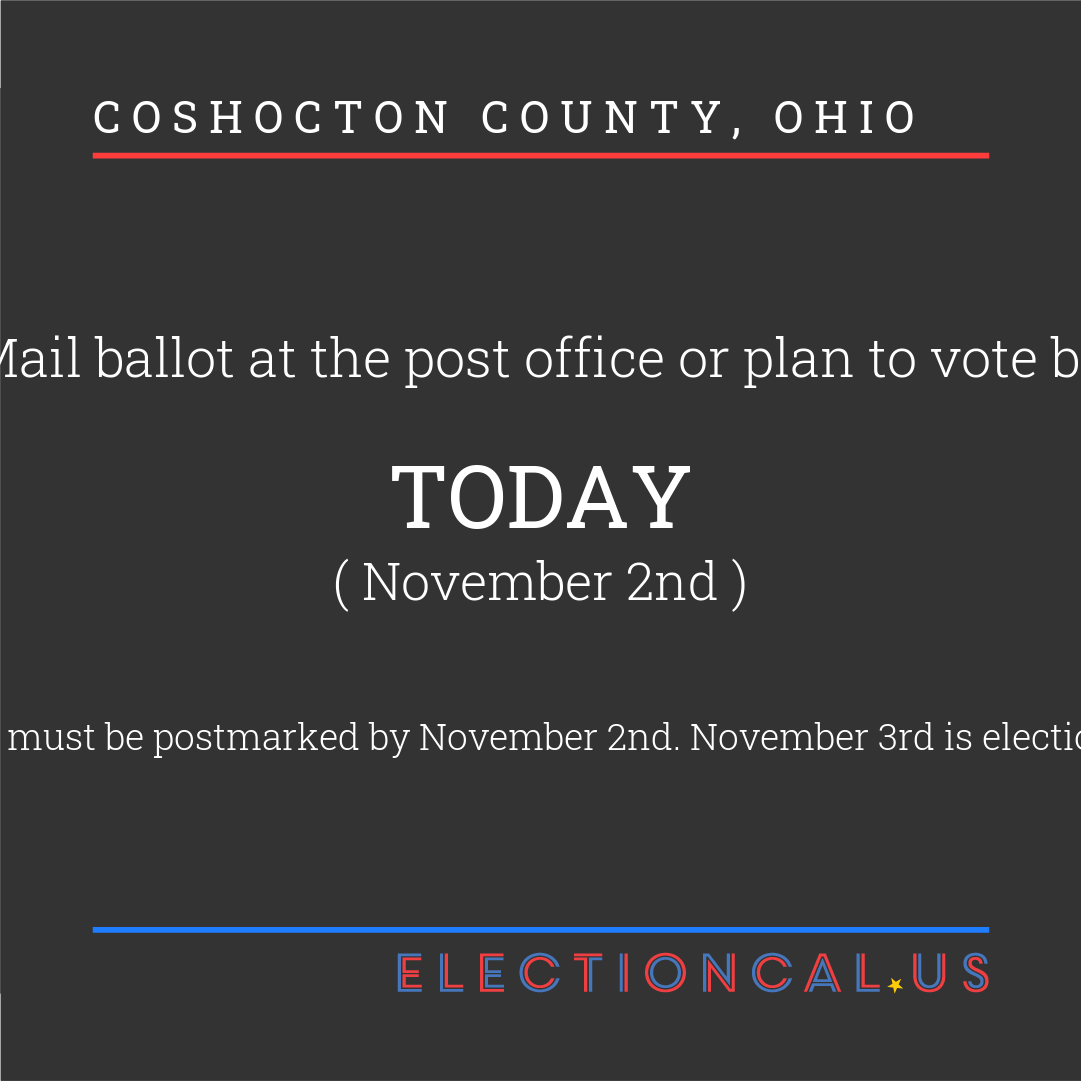 COSHOCTON COUNTY, OHIO
Mail ballot at the post office or plan to vote
TODAY
( November 2nd )
must be postmarked by November 2nd. November 3rd is
ELECTIONCAL.US